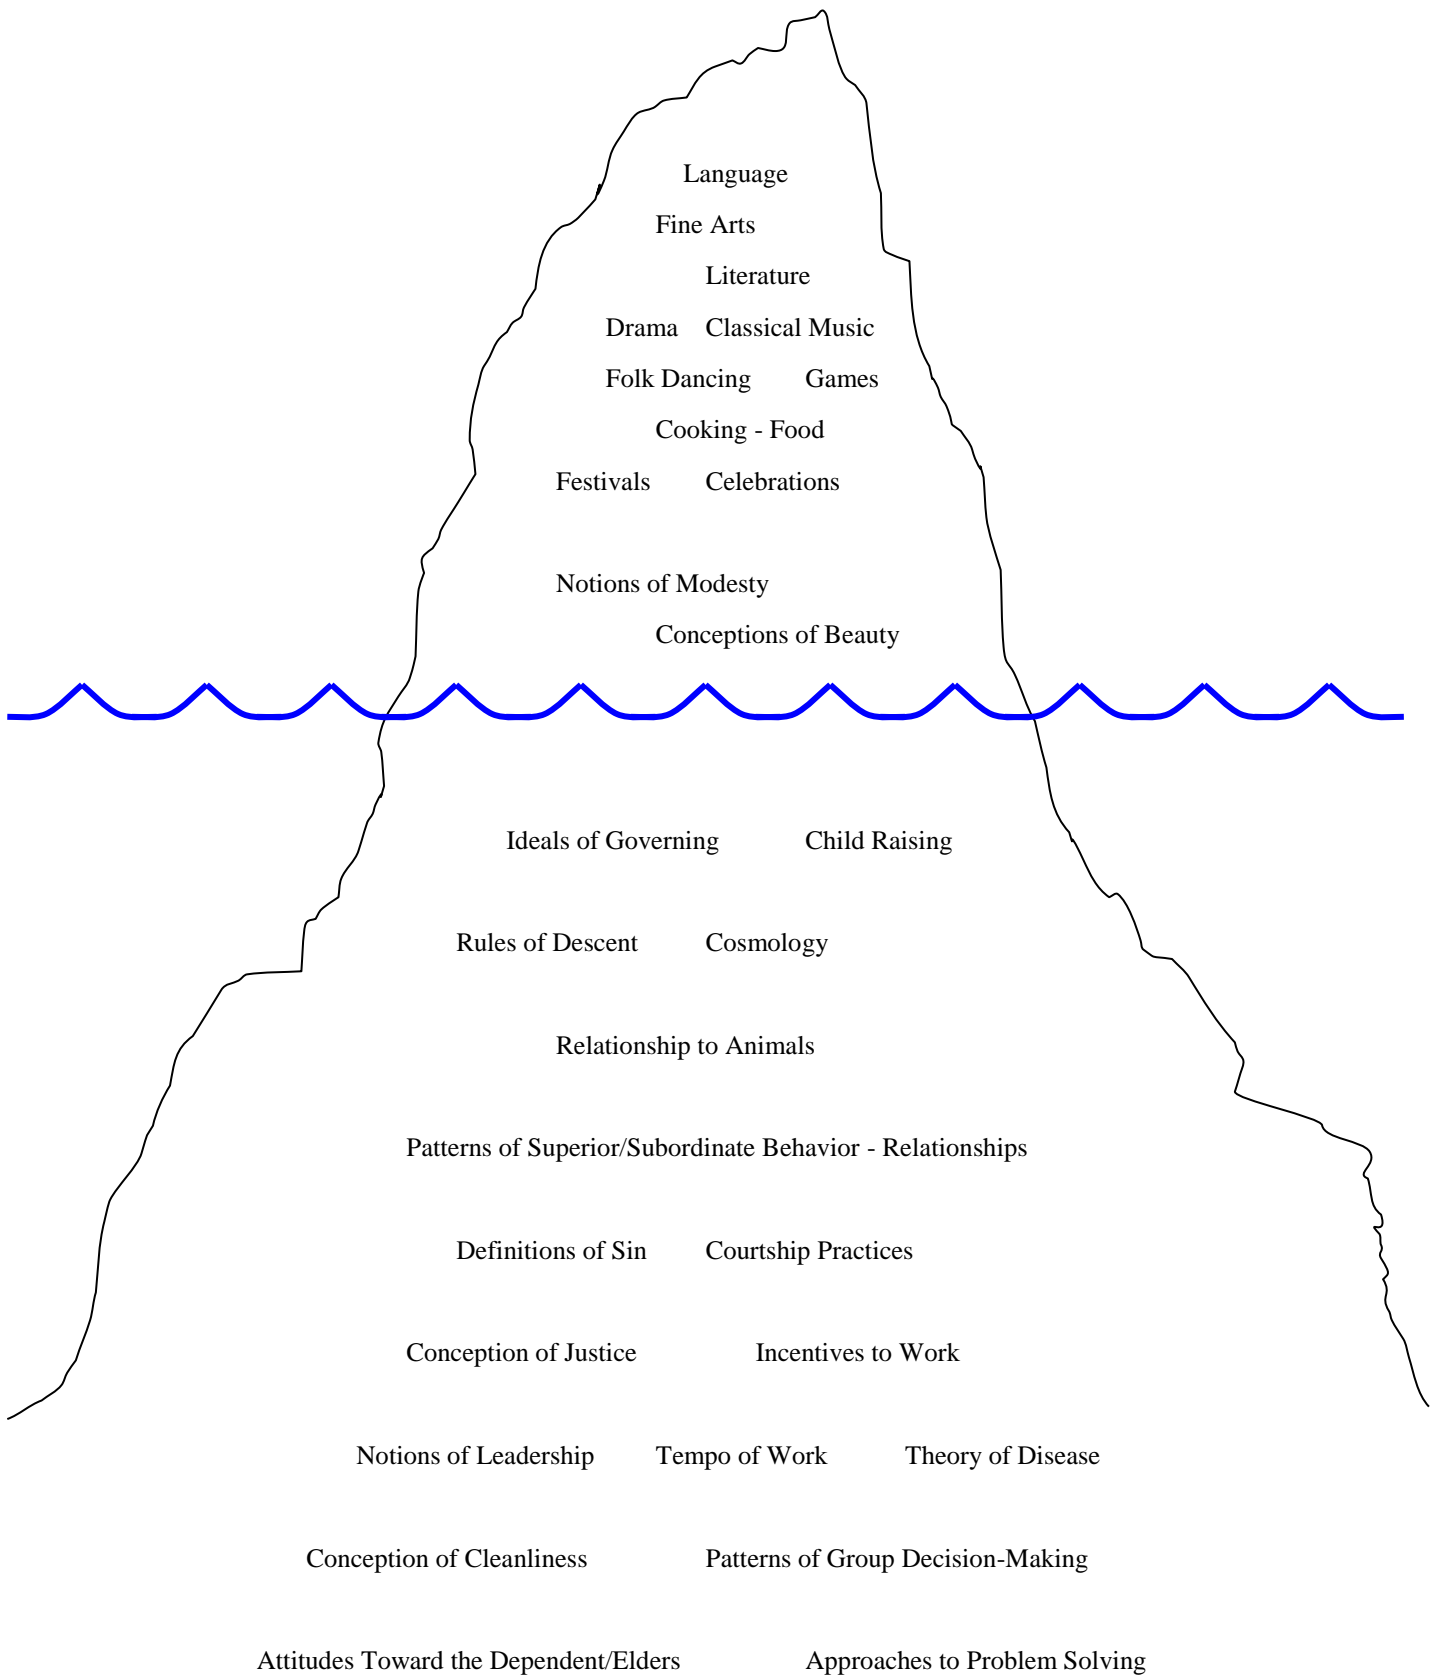 Language
Fine Arts
Literature
Drama Classical Music
Folk Dancing Games
Cooking - Food
Festivals Celebrations
Notions of Modesty
Conceptions of Beauty
Ideals of Governing Child Raising
Rules of Descent Cosmology
Relationship to Animals
Patterns of Superior/Subordinate Behavior - Relationships
Definitions of Sin Courtship Practices
Conception of Justice Incentives to Work
Notions of Leadership Tempo of Work Theory of Disease
Conception of Cleanliness Patterns of Group Decision-Making
Attitudes Toward the Dependent/Elders Approaches to Problem Solving